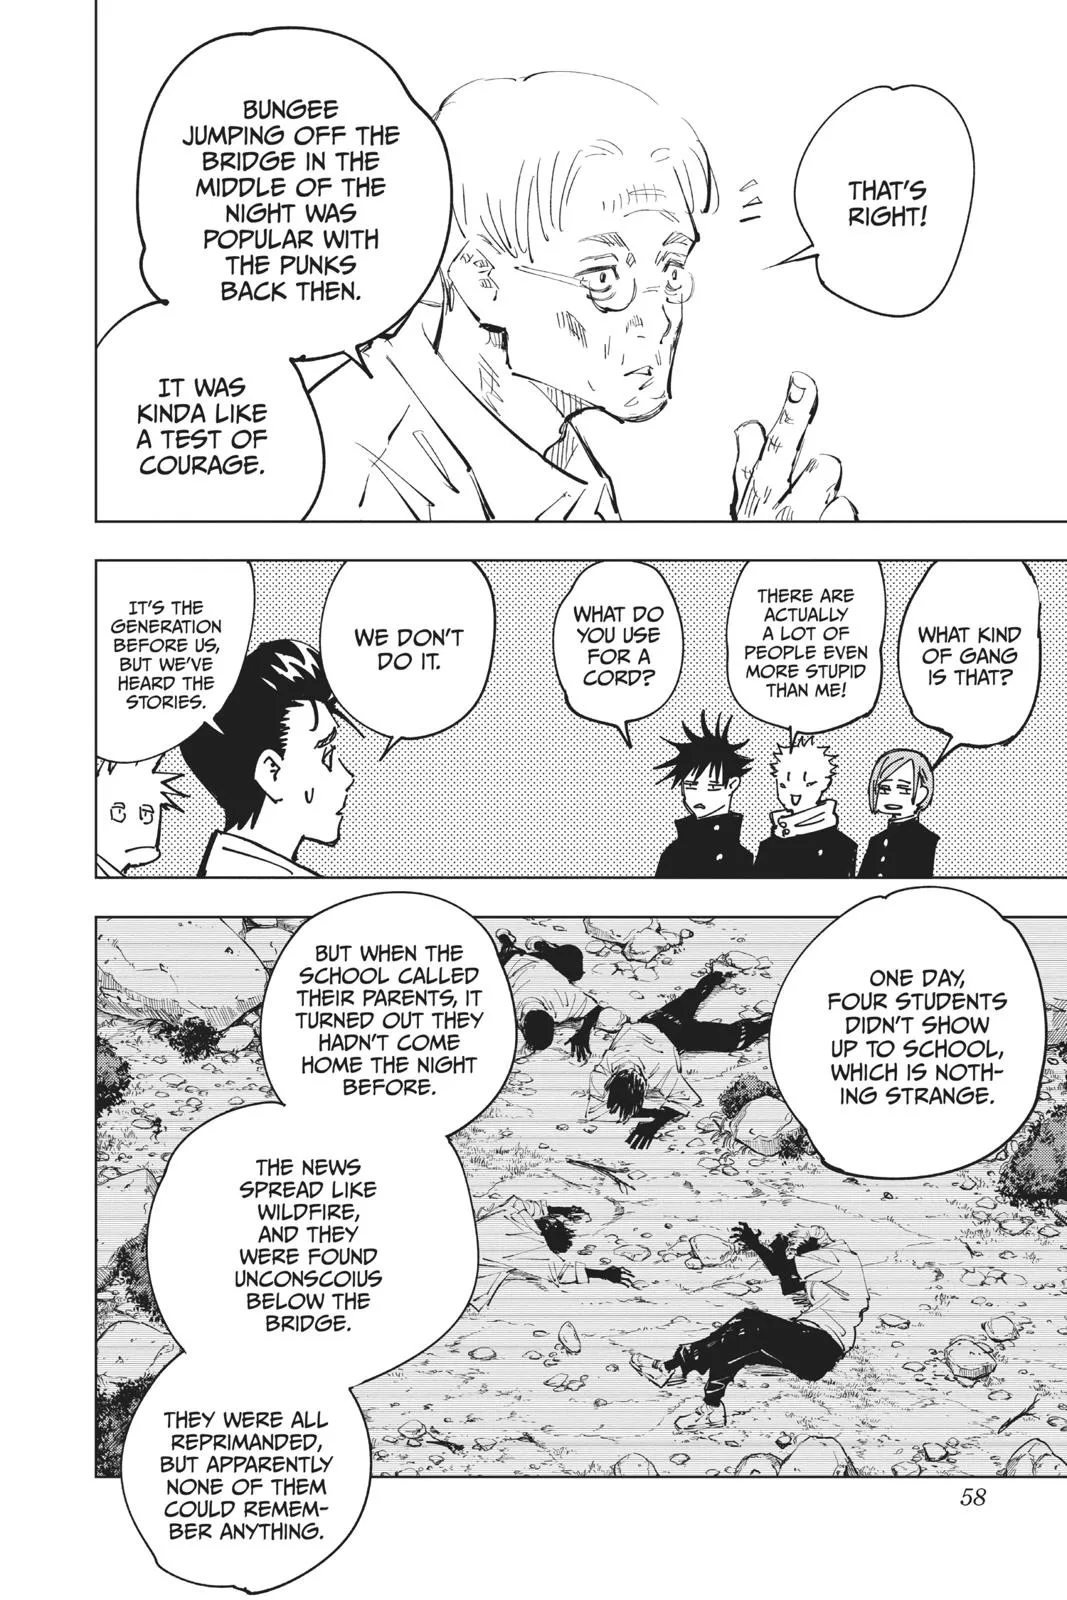 THAT'S
RIGHT!
BUNGEE
JUMPING OFF THE
BRIDGE IN THE
MIDDLE OF THE
NIGHT WAS
POPULAR WITH
THE PUNKS
BACK THEN.
IT WAS
KINDA LIKE
A TEST OF
COURAGE.
WHAT KIND
OF GANG
IS THAT?
THERE ARE
ACTUALLY
A LOT OF
PEOPLE EVEN
MORE STUPID
THAN ME!
WHAT DO
YOU USE
FOR A
CORD?
WE DON'T
DO IT.
IT'S THE
GENERATION
BEFORE US,
BUT WE'VE
HEARD THE
STORIES.
ONE DAY,
FOUR STUDENTS
DIDN'T SHOW
UP TO SCHOOL,
WHICH IS NOTH-
ING STRANGE.
BUT WHEN THE
SCHOOL CALLED
THEIR PARENTS, IT
TURNED OUT THEY
HADN'T COME
HOME THE NIGHT
BEFORE.
THE NEWS
SPREAD LIKE
WILDFIRE,
AND THEY
WERE FOUND
UNCONSCOIUS
BELOW THE
BRIDGE.
THEY WERE ALL
REPRIMANDED,
BUT APPARENTLY
NONE OF THEM
COULD REMEM-
BER ANYTHING.
58